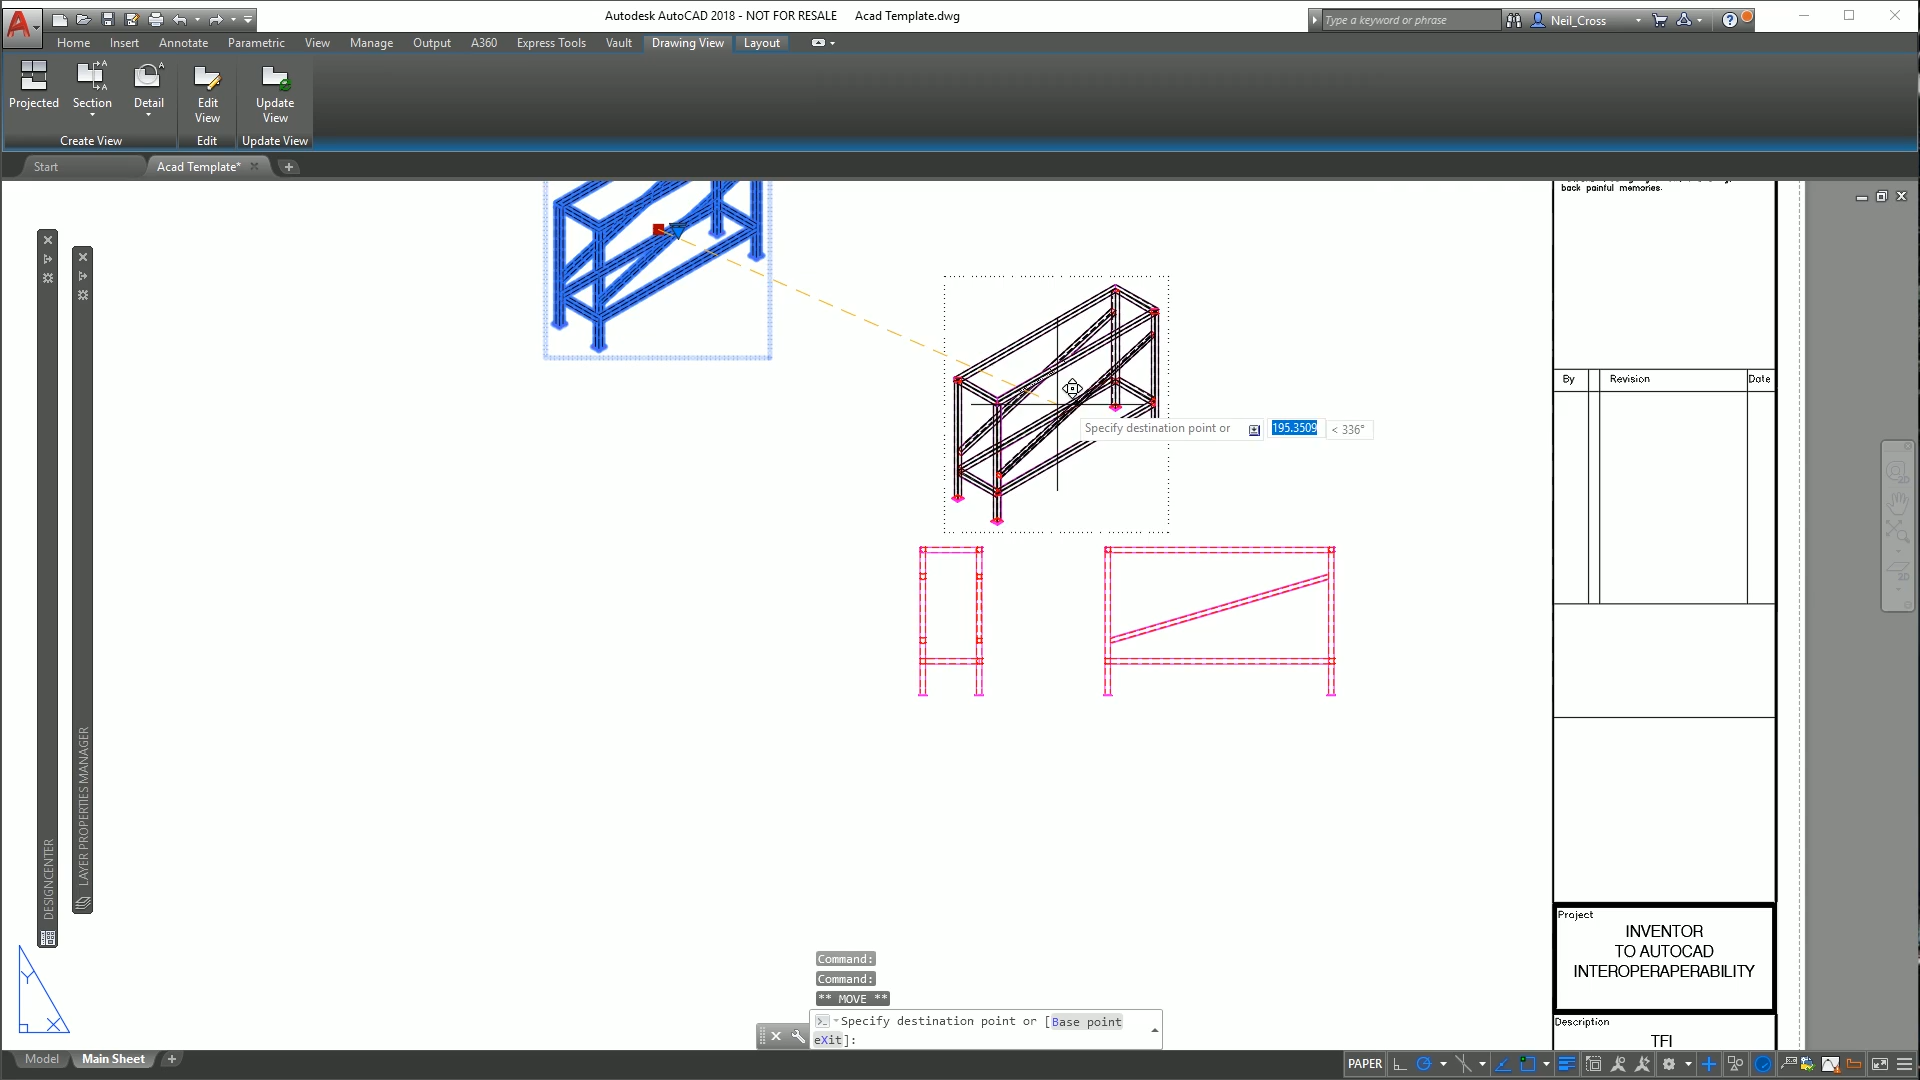 Autodesk AutoCAD 2018 - NOT FOR RESALE Acad Template.dwg
Type a keyword or phrase
Neil_Cross
Home Insert Annotate Parametric View Manage Output A360 Express Tools Vault Drawing View Layout
Projected Section Detail Edit View Update View
Create View Edit Update View
Start Acad Template*
back painful memories.
By Revision Date
Specify destination point or 195.3509 < 336°
DESIGNCENTER
LAYER PROPERTIES MANAGER
Project
INVENTOR
TO AUTOCAD
INTEROPERAPERABILITY
Description
TFI
Y
X
Command:
Command:
** MOVE **
Specify destination point or [Base point
eXit]:
Model Main Sheet
PAPER